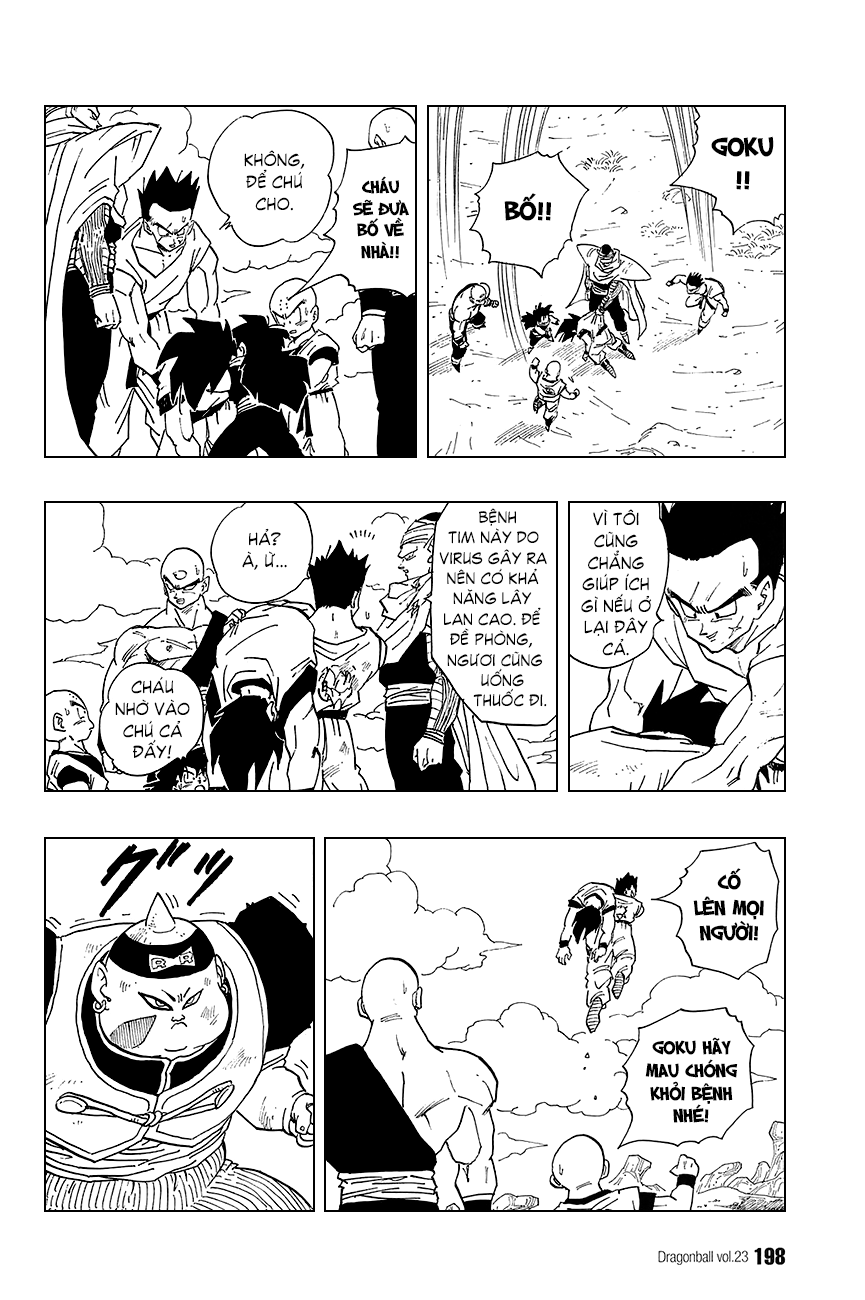 GOKU
!!
BỐ!!
CHÁU
SẼ ĐƯA
BỐ VỀ
NHÀ!!
KHÔNG,
ĐỂ CHÚ
CHO.
VÌ TÔI
CŨNG
CHẲNG
GIÚP ÍCH
GÌ NẾU Ở
LẠI ĐÂY
CẢ.
BỆNH
TIM NÀY DO
VIRUS GÂY RA
NÊN CÓ KHẢ
NĂNG LÂY
LAN CAO. ĐỂ
ĐỀ PHÒNG,
NGƯƠI CŨNG
UỐNG
THUỐC ĐI.
HẢ?
À, Ừ...
CHÁU
NHỜ VÀO
CHÚ CẢ
ĐẤY!
CỐ
LÊN MỌI
NGƯỜI!
GOKU HÃY
MAU CHÓNG
KHỎI BỆNH
NHÉ!
グッ
RR
Dragonball vol.23 198